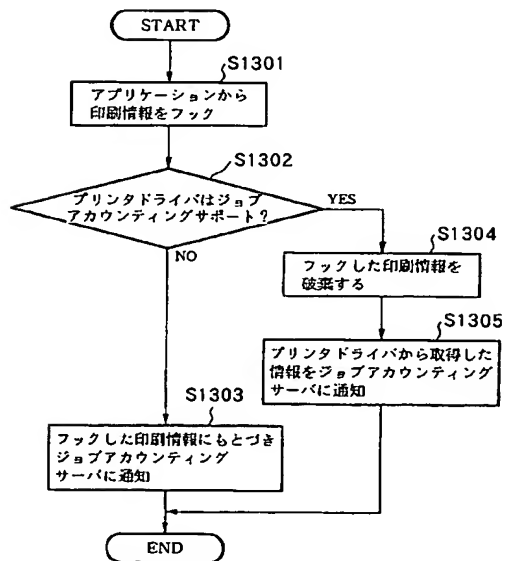 START
S1301
アプリケーションから
印刷情報をフック
S1302
プリンタドライバはジョブ
アカウンティングサポート？
YES
NO
S1304
フックした印刷情報を
破棄する
S1305
プリンタドライバから取得した
情報をジョブアカウンティング
サーバに通知
S1303
フックした印刷情報にもとづき
ジョブアカウンティング
サーバに通知
END